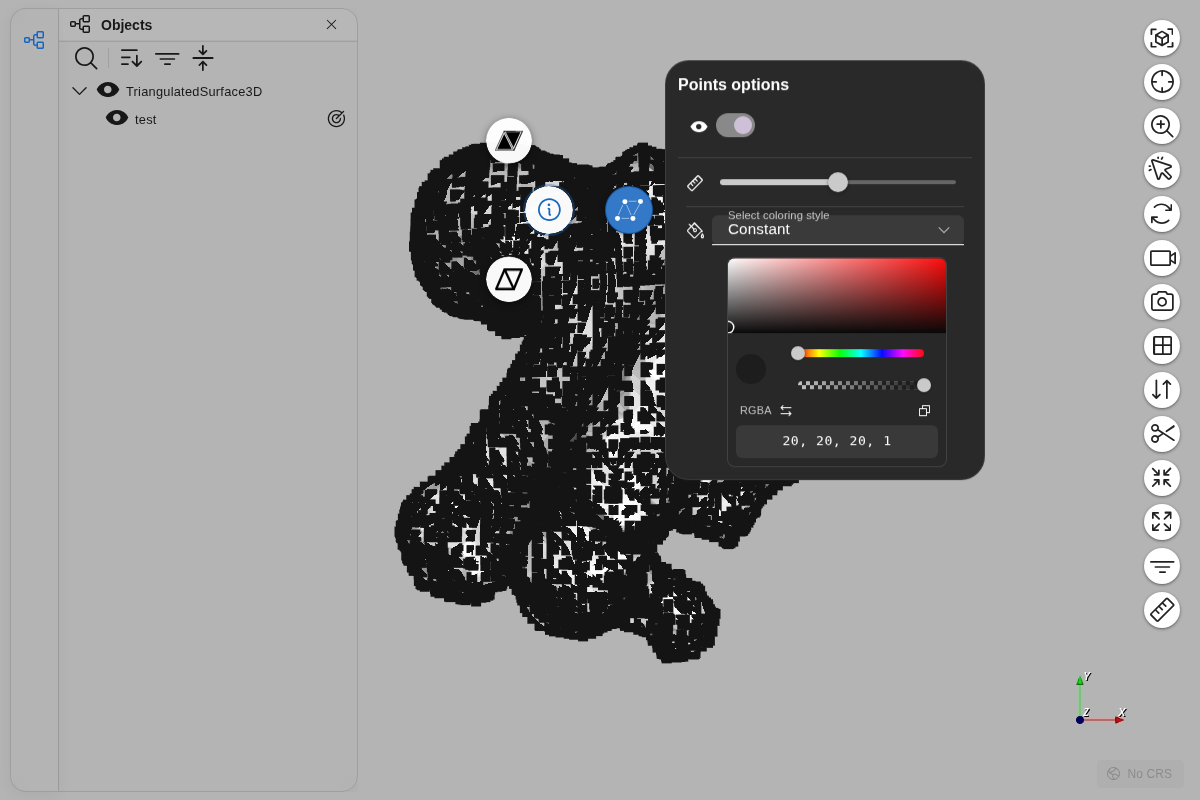 Objects
TriangulatedSurface3D
test
Points options
Select coloring style
Constant
RGBA
20, 20, 20, 1
Y
Z
X
No CRS